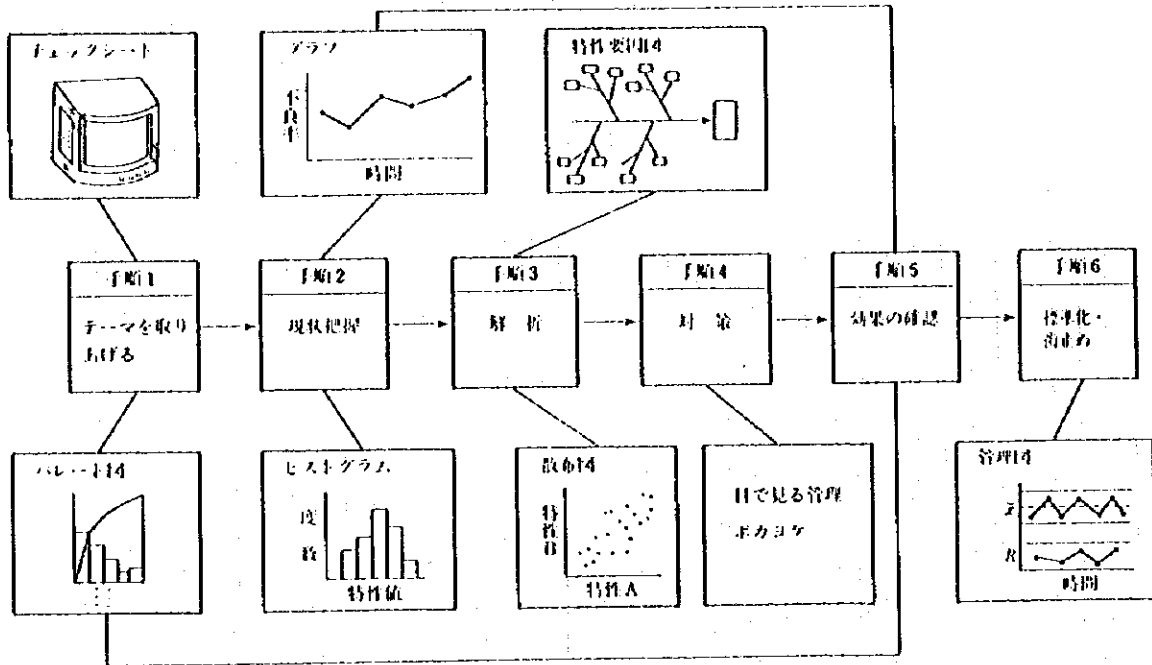 チェックシート
グラフ
不良率
時間
特性要因図
手順1
テーマを取り
あげる
手順2
現状把握
手順3
解析
手順4
対策
手順5
効果の確認
手順6
標準化・
歯止め
パレート図
ヒストグラム
度数
特性値
散布図
特性B
特性A
目で見る管理
ポカヨケ
管理図
x̄
R
時間